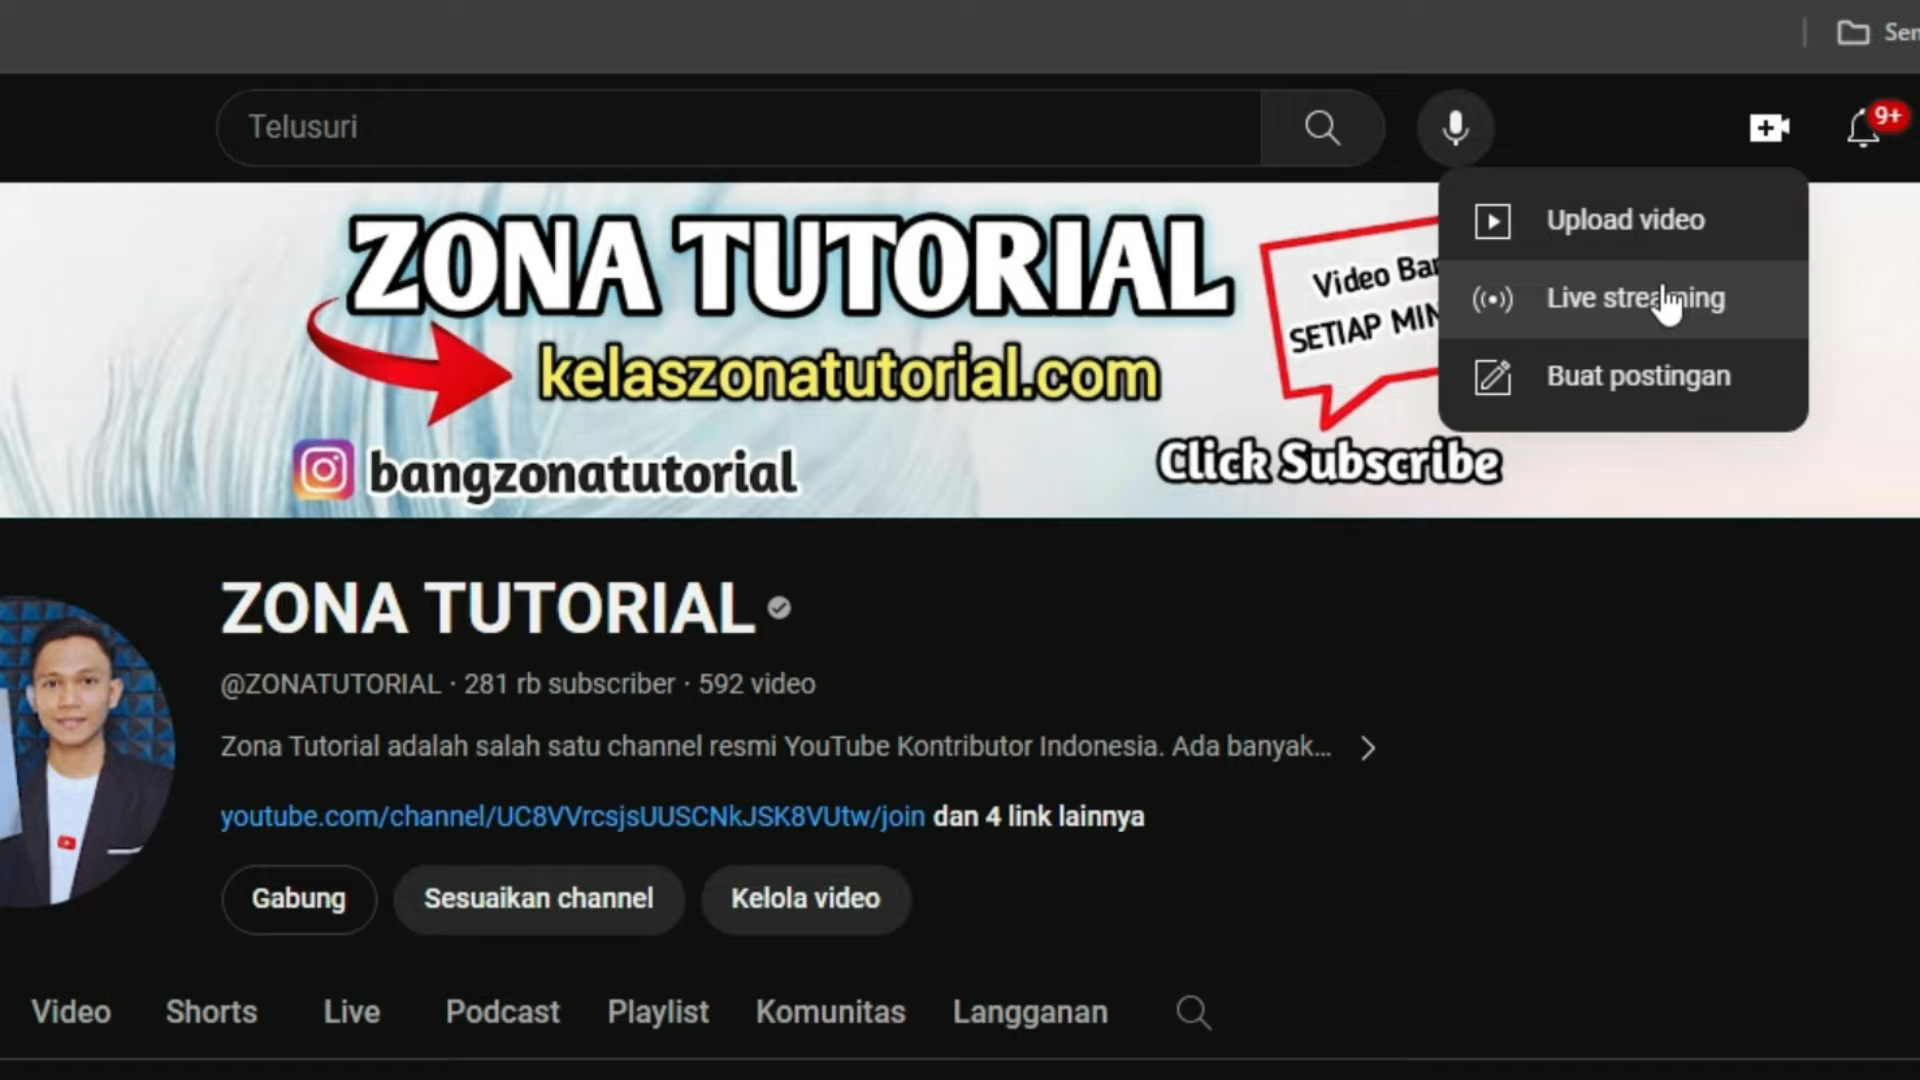 Telusuri
9+
Upload video
Live streaming
Buat postingan
ZONA TUTORIAL
kelaszonatutorial.com
bangzonatutorial
Video
SETIAP
Click Subscribe
ZONA TUTORIAL
@ZONATUTORIAL · 281 rb subscriber · 592 video
Zona Tutorial adalah salah satu channel resmi YouTube Kontributor Indonesia. Ada banyak...
youtube.com/channel/UC8VVrcsjsUUSCNkJSK8VUtw/join dan 4 link lainnya
Gabung
Sesuaikan channel
Kelola video
Video
Shorts
Live
Podcast
Playlist
Komunitas
Langganan